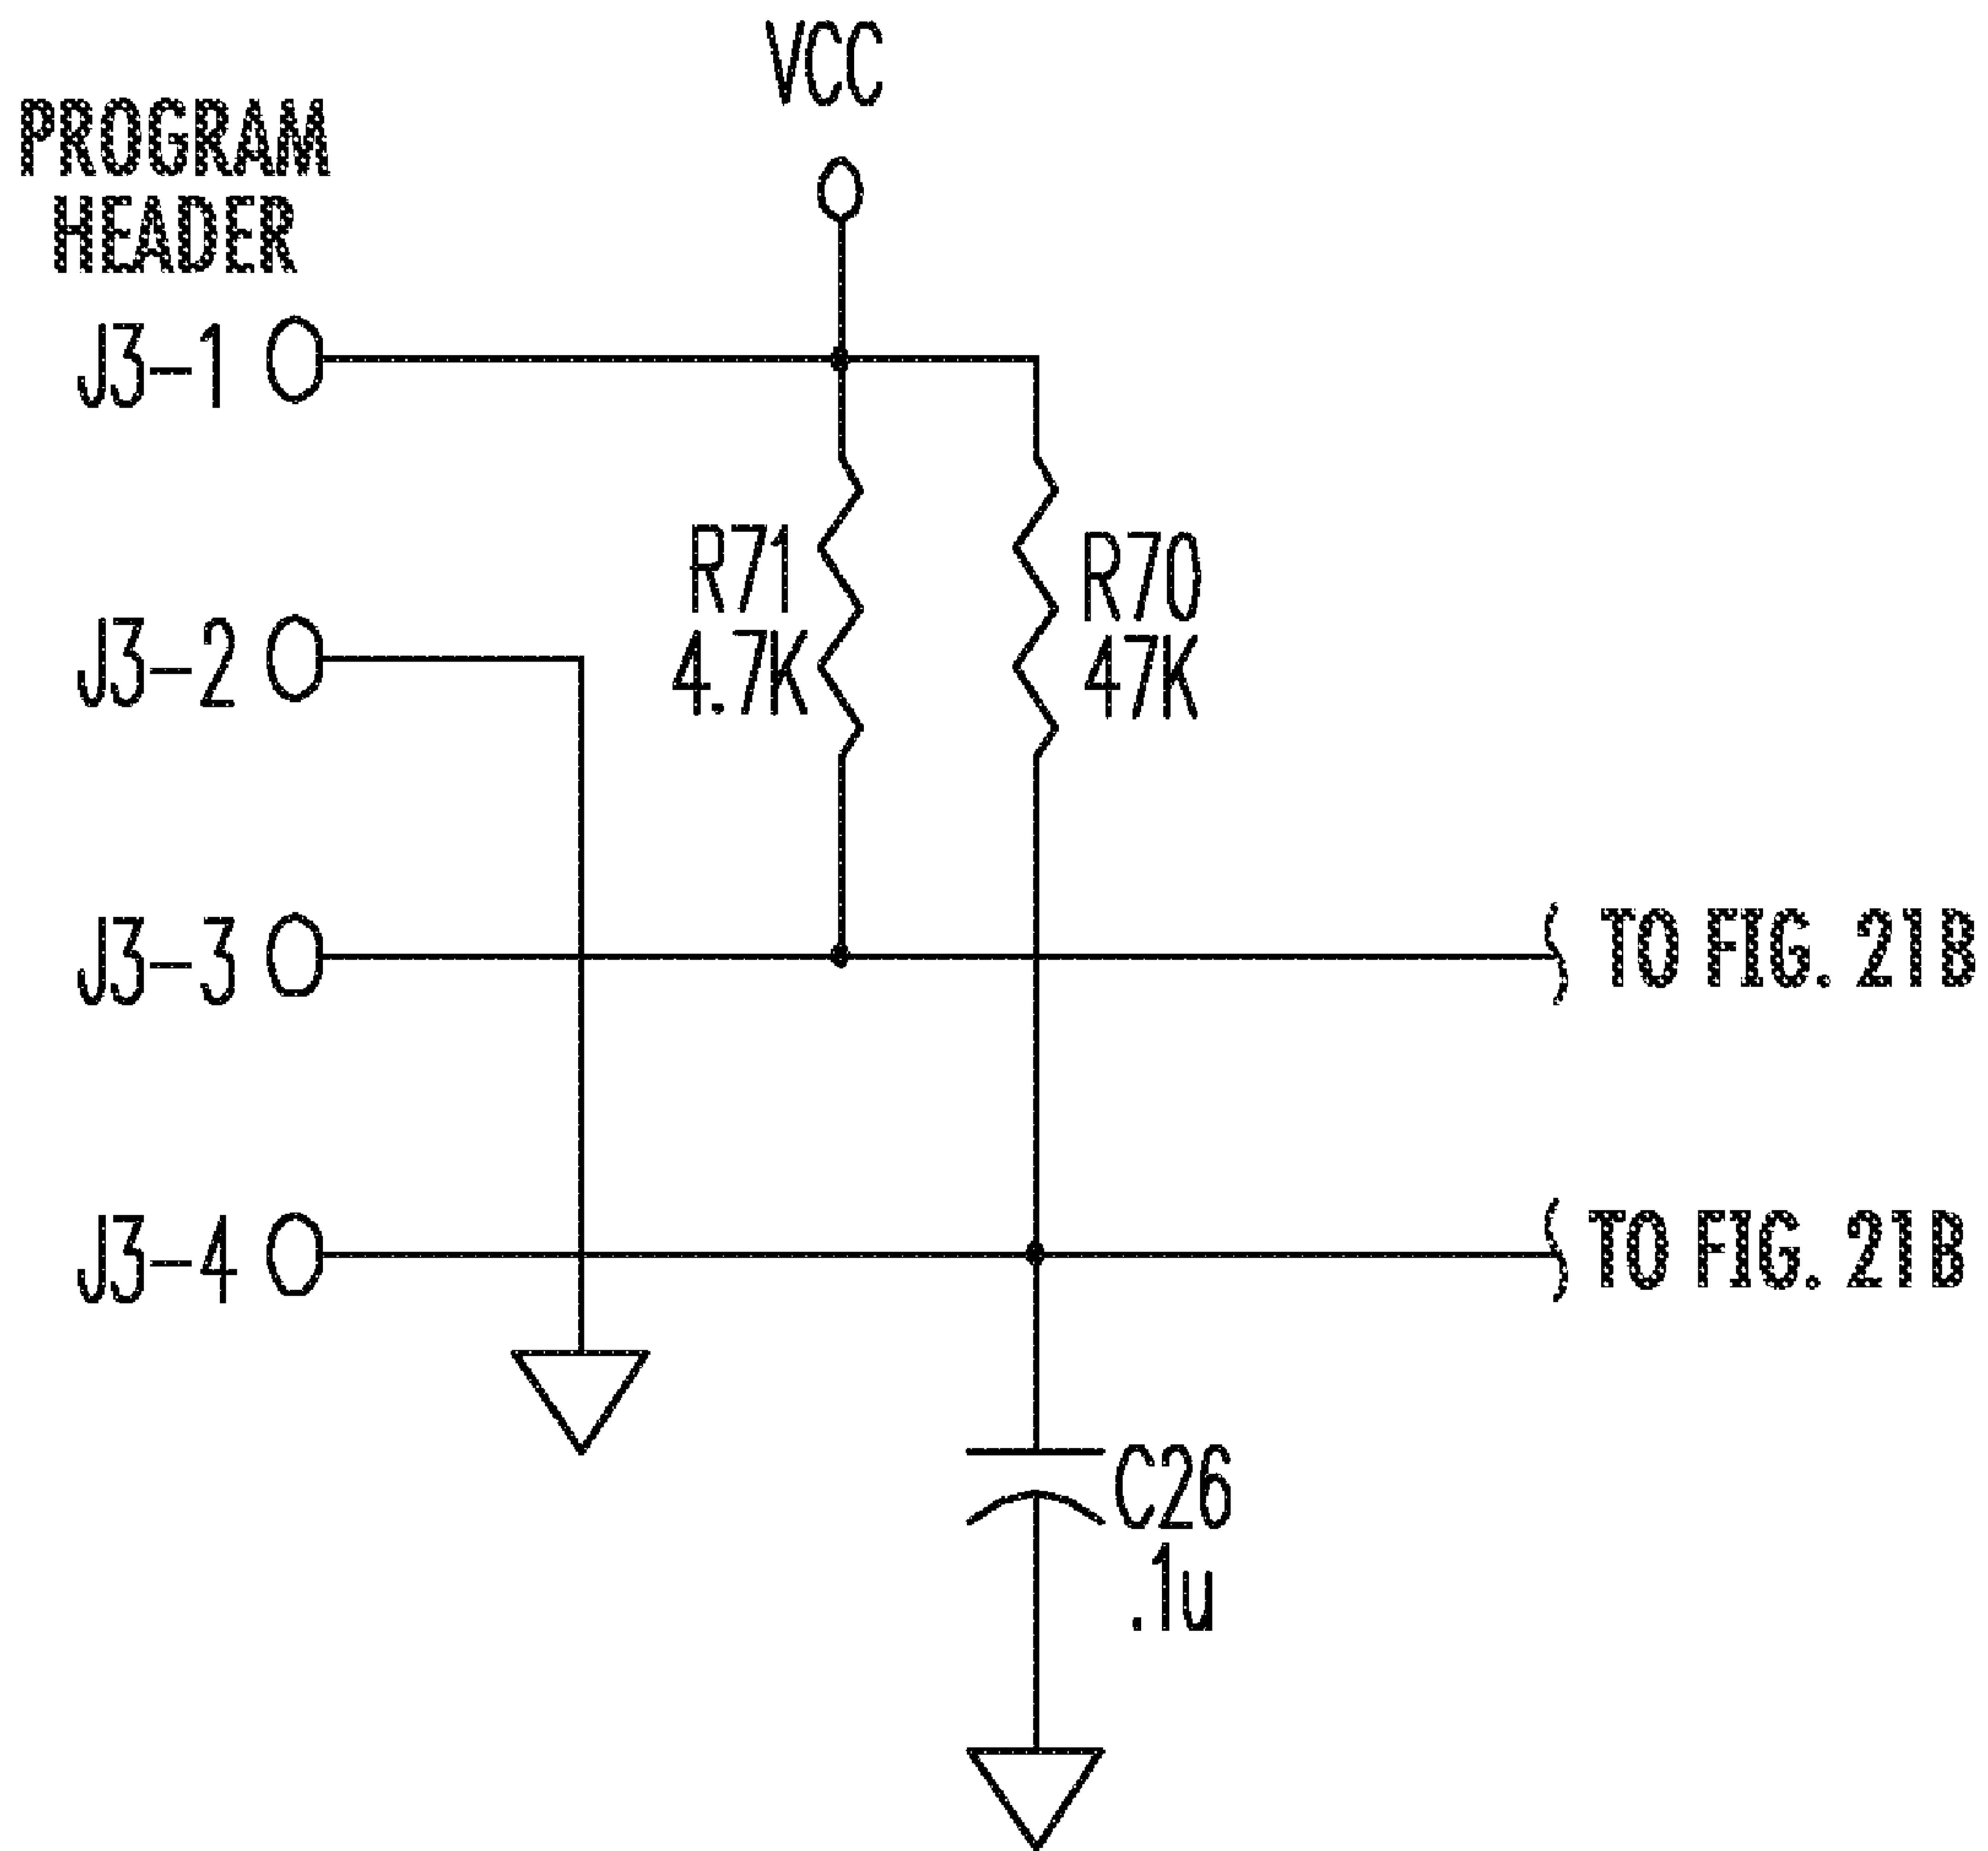 VCC
PROGRAM
HEADER
J3-1
R71
4.7K
R70
47K
J3-2
J3-3
TO FIG. 21B
J3-4
TO FIG. 21B
C26
.1u